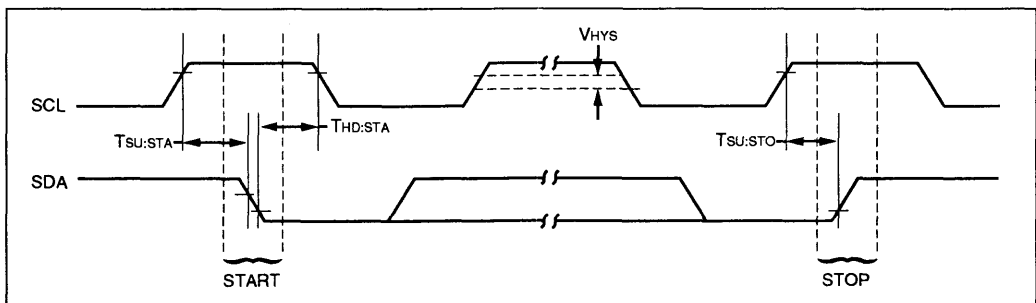 VHYS
SCL
THD:STA
TSU:STA
TSU:STO
SDA
START
STOP